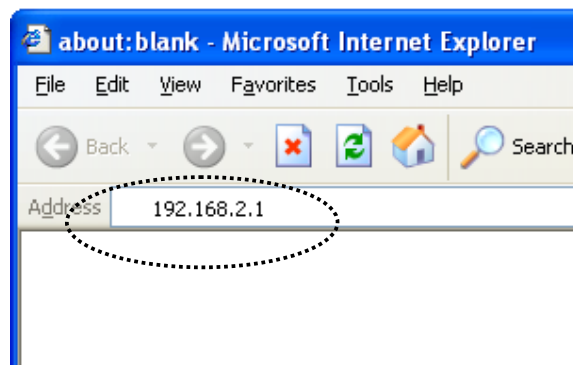 about:blank - Microsoft Internet Explorer
File Edit View Favorites Tools Help
Back Search
Address 192.168.2.1